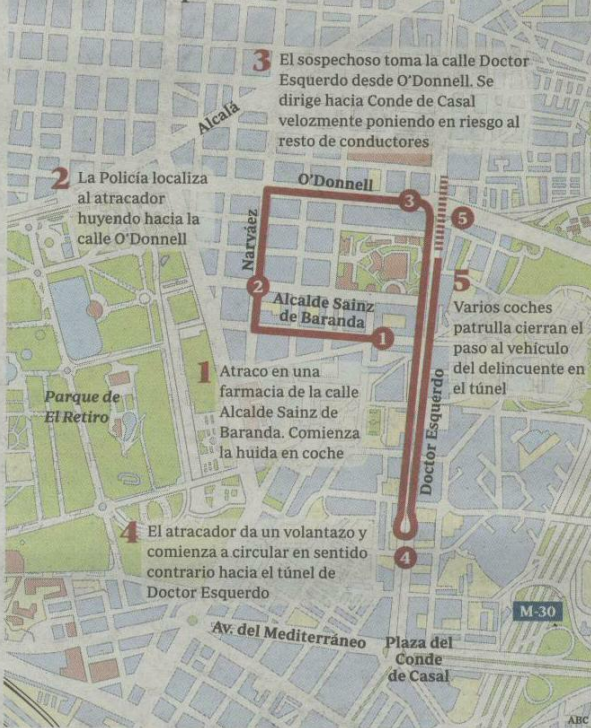 3 El sospechoso toma la calle Doctor
Esquerdo desde O'Donnell. Se
dirige hacia Conde de Casal
velozmente poniendo en riesgo al
resto de conductores
Alcalá
2 La Policía localiza
al atracador
huyendo hacia la
calle O'Donnell
O'Donnell
3
5
Narváez
2
Alcalde Sainz
de Baranda
1
5
Varios coches
patrulla cierran el
paso al vehículo
del delincuente en
el túnel
1 Atraco en una
farmacia de la calle
Alcalde Sainz de
Baranda. Comienza
la huida en coche
Parque de
El Retiro
Doctor Esquerdo
4 El atracador da un volantazo y
comienza a circular en sentido
contrario hacia el túnel de
Doctor Esquerdo
4
M-30
Av. del Mediterráneo
Plaza del
Conde
de Casal
ABC